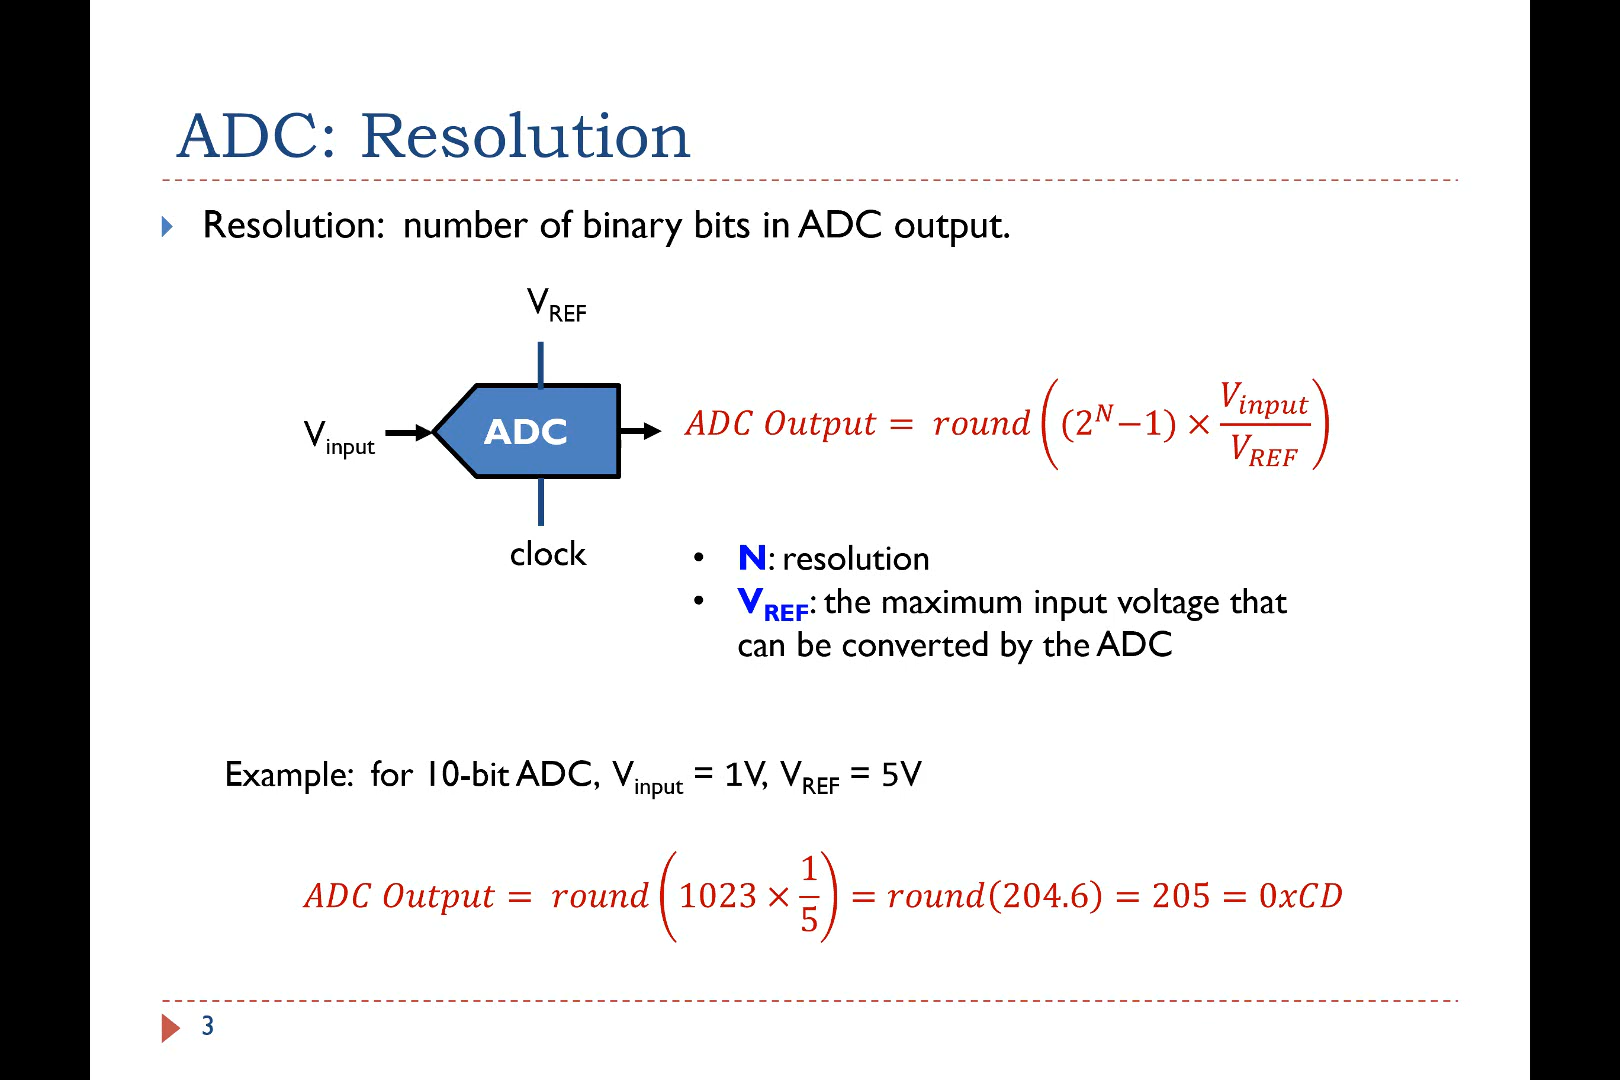 ADC: Resolution
Resolution: number of binary bits in ADC output.
V_REF
V_input
ADC
ADC Output = round((2^N−1) × V_input/V_REF)
clock
• N: resolution
• V_REF: the maximum input voltage that
can be converted by the ADC
Example: for 10-bit ADC, V_input = 1V, V_REF = 5V
ADC Output = round(1023 × 1/5) = round(204.6) = 205 = 0xCD
3